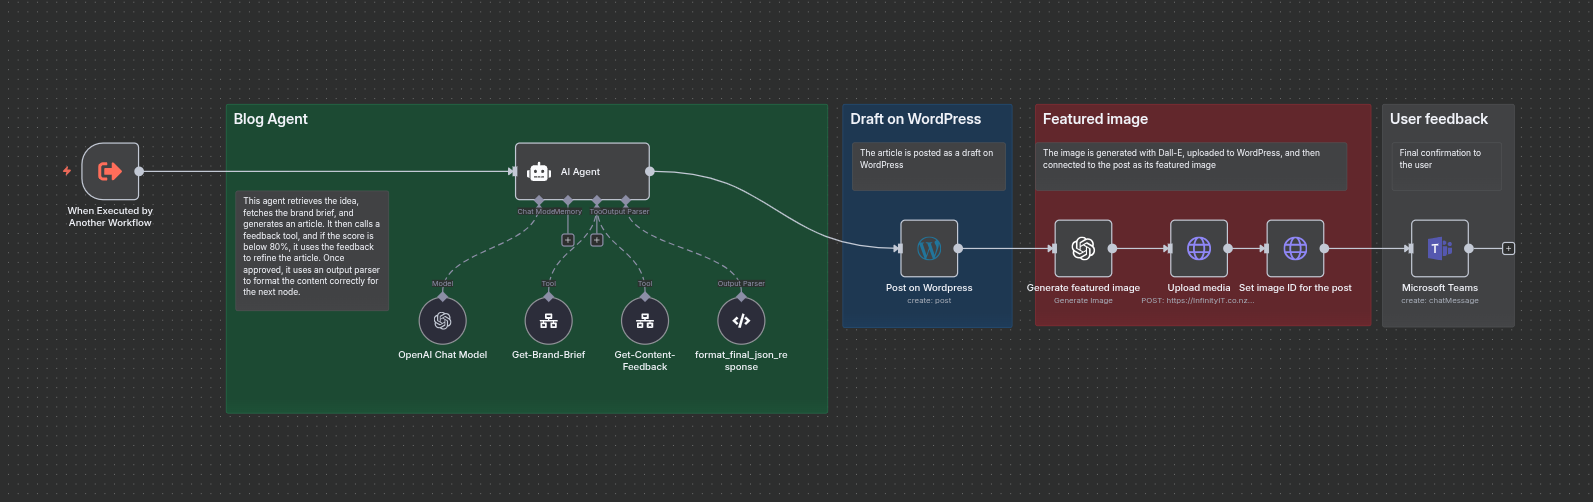 Blog Agent
Draft on WordPress
Featured image
User feedback
The article is posted as a draft on
WordPress
The image is generated with Dall-E, uploaded to WordPress, and then
connected to the post as its featured image
Final confirmation to
the user
AI Agent
When Executed by
Another Workflow
This agent retrieves the idea,
fetches the brand brief, and
generates an article. It then calls a
feedback tool, and if the score is
below 80%, it uses the feedback
to refine the article. Once
approved, it uses an output parser
to format the content correctly for
the next node.
Chat Model
Memory
Tool
Output Parser
Model
Tool
Tool
Output Parser
OpenAI Chat Model
Get-Brand-Brief
Get-Content-
Feedback
format_final_json_re
sponse
Post on WordPress
create: post
Generate featured image
Generate Image
Upload media
POST: https://InfinityIT.co.nz...
Set image ID for the post
Microsoft Teams
create: chatMessage